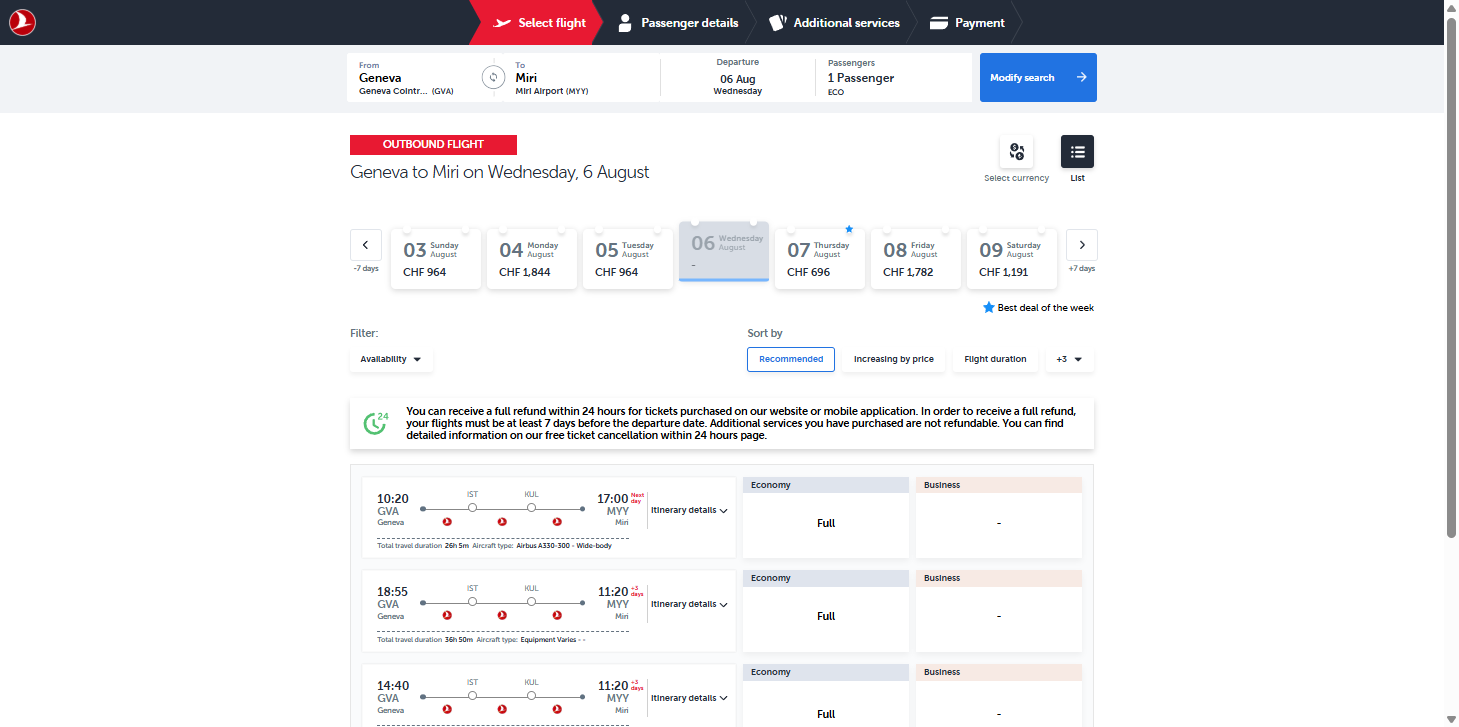 Select flight
Passenger details
Additional services
Payment
From
Geneva
Geneva Cointr... (GVA)
To
Miri
Miri Airport (MYY)
Departure
06 Aug
Wednesday
Passengers
1 Passenger
ECO
Modify search
OUTBOUND FLIGHT
Geneva to Miri on Wednesday, 6 August
Select currency
List
-7 days
03 Sunday August
CHF 964
04 Monday August
CHF 1,844
05 Tuesday August
CHF 964
06 Wednesday August
-
07 Thursday August
CHF 696
08 Friday August
CHF 1,782
09 Saturday August
CHF 1,191
+7 days
Best deal of the week
Filter:
Availability
Sort by
Recommended
Increasing by price
Flight duration
+3
24
You can receive a full refund within 24 hours for tickets purchased on our website or mobile application. In order to receive a full refund,
your flights must be at least 7 days before the departure date. Additional services you have purchased are not refundable. You can find
detailed information on our free ticket cancellation within 24 hours page.
10:20
GVA
Geneva
IST
KUL
17:00 Next day
MYY
Miri
Itinerary details
Total travel duration 26h 5m Aircraft type: Airbus A330-300 - Wide-body
Economy
Full
Business
-
18:55
GVA
Geneva
IST
KUL
11:20 +3 days
MYY
Miri
Itinerary details
Total travel duration 36h 50m Aircraft type: Equipment Varies - -
Economy
Full
Business
-
14:40
GVA
Geneva
IST
KUL
11:20 +3 days
MYY
Miri
Itinerary details
Economy
Full
Business
-